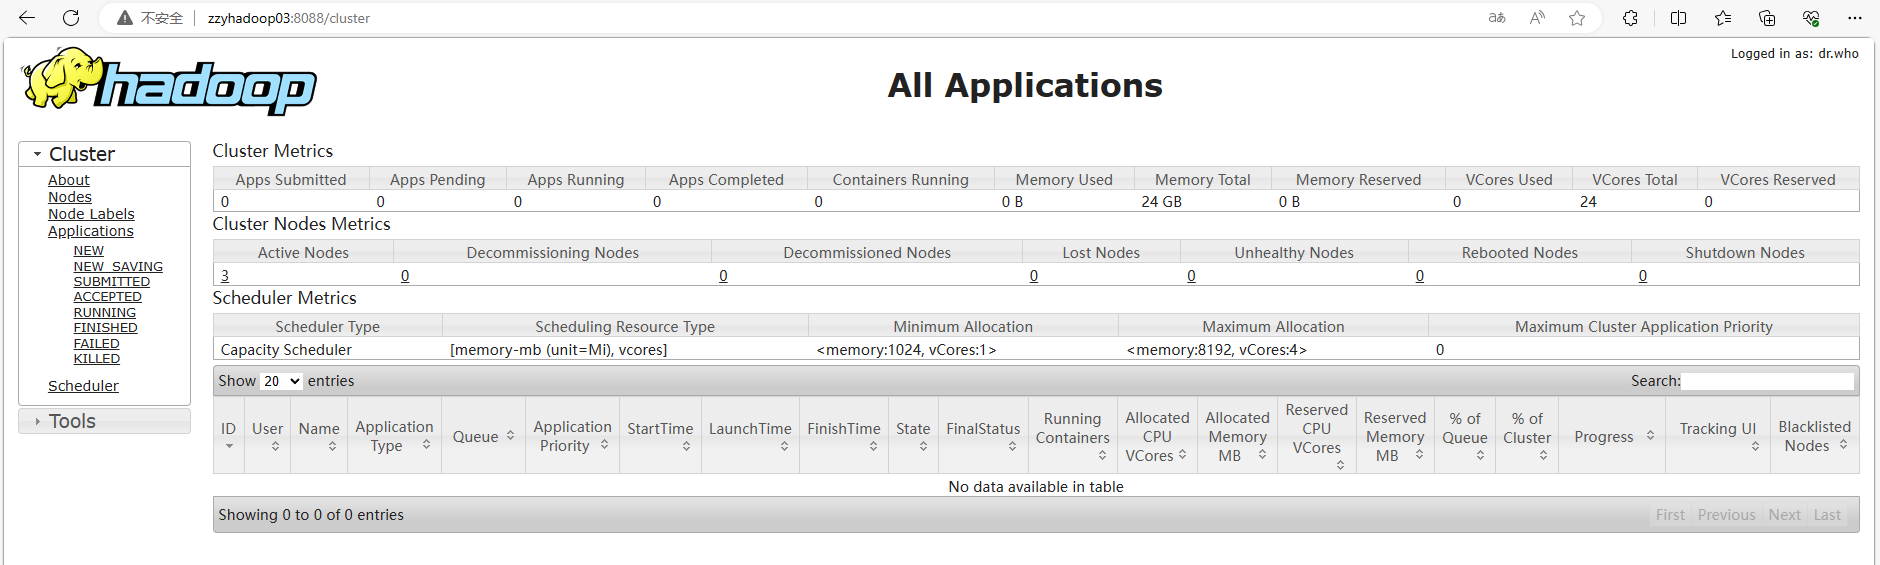 不安全 | zzyhadoop03:8088/cluster
Logged in as: dr.who
hadoop
All Applications
Cluster
About
Nodes
Node Labels
Applications
NEW
NEW_SAVING
SUBMITTED
ACCEPTED
RUNNING
FINISHED
FAILED
KILLED
Scheduler
Tools
Cluster Metrics
Apps Submitted Apps Pending Apps Running Apps Completed Containers Running Memory Used Memory Total Memory Reserved VCores Used VCores Total VCores Reserved
0 0 0 0 0 0 B 24 GB 0 B 0 24 0
Cluster Nodes Metrics
Active Nodes Decommissioning Nodes Decommissioned Nodes Lost Nodes Unhealthy Nodes Rebooted Nodes Shutdown Nodes
3 0 0 0 0 0 0
Scheduler Metrics
Scheduler Type Scheduling Resource Type Minimum Allocation Maximum Allocation Maximum Cluster Application Priority
Capacity Scheduler [memory-mb (unit=Mi), vcores] <memory:1024, vCores:1> <memory:8192, vCores:4> 0
Show 20 entries Search:
ID User Name Application Type Queue Application Priority StartTime LaunchTime FinishTime State FinalStatus Running Containers Allocated CPU VCores Allocated Memory MB Reserved CPU VCores Reserved Memory MB % of Queue % of Cluster Progress Tracking UI Blacklisted Nodes
No data available in table
Showing 0 to 0 of 0 entries First Previous Next Last